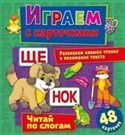 Играем
с карточками
Развиваем навыки чтения
и понимания текста
ЩЕ
НОК
Читай по слогам
48
карточек